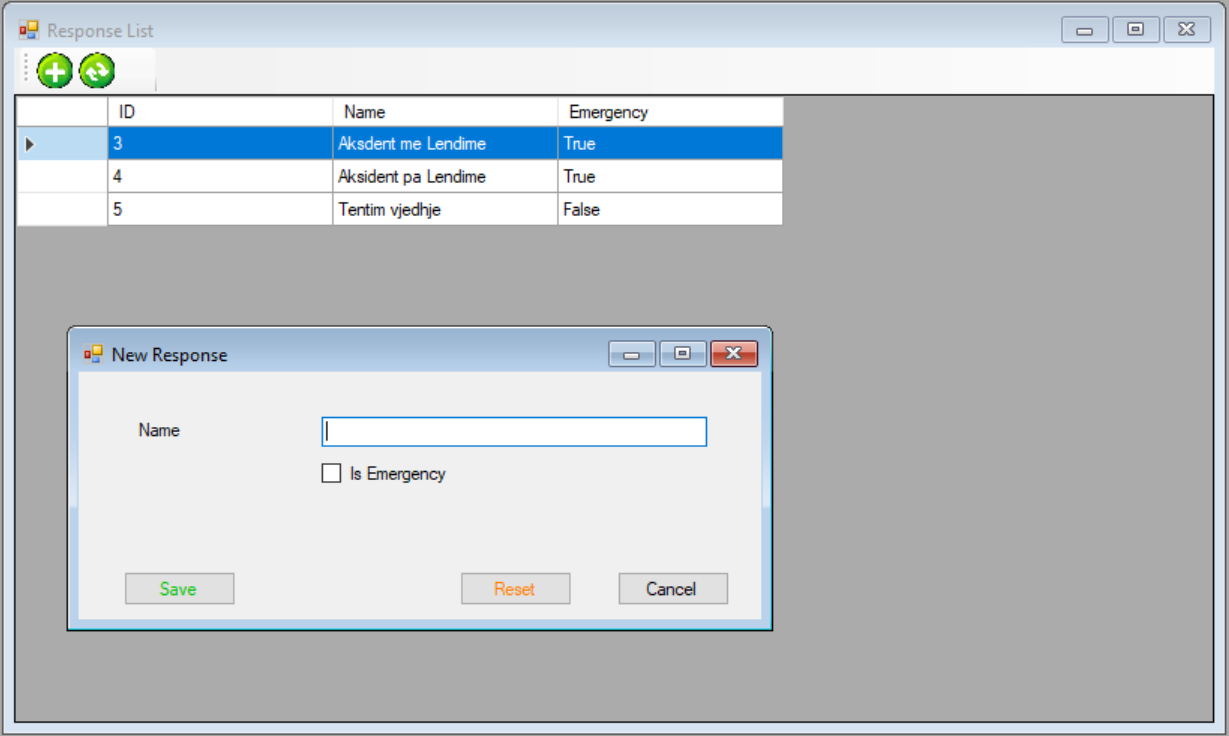 Response List
ID Name Emergency
3 Aksdent me Lendime True
4 Aksident pa Lendime True
5 Tentim vjedhje False
New Response
Name
Is Emergency
Save Reset Cancel